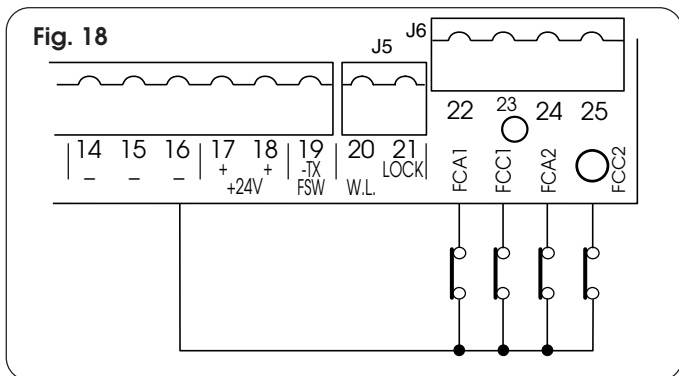 Fig. 18
J5
J6
14 15 16 17 18 19 20 21
– – – + + -TX LOCK
+24V FSW W.L.
22 23 24 25
FCA1 FCC1 FCA2 FCC2